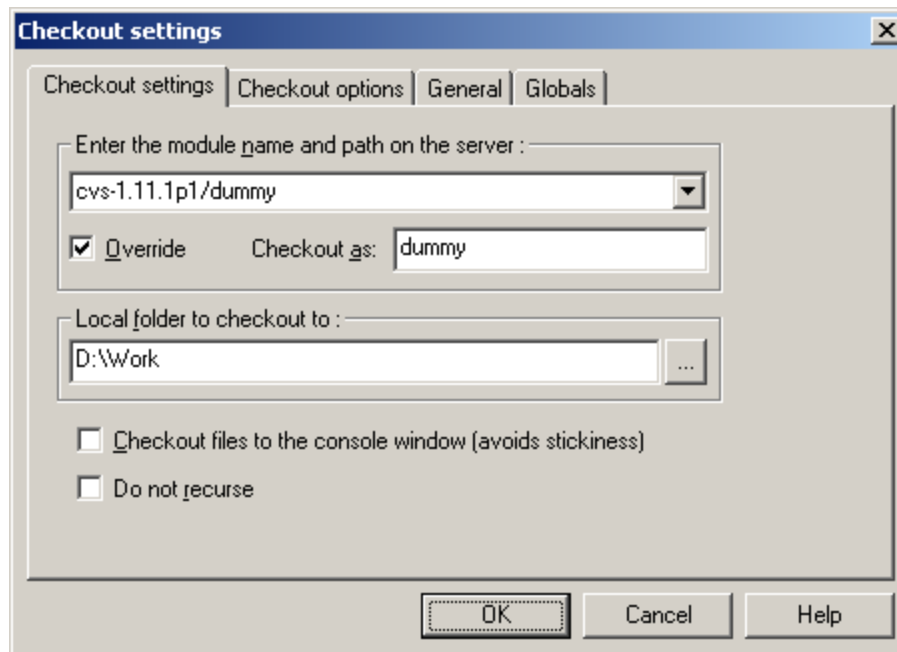 Checkout settings
Checkout settings Checkout options General Globals
Enter the module name and path on the server :
cvs-1.11.1p1/dummy
Override Checkout as: dummy
Local folder to checkout to :
D:\Work
...
Checkout files to the console window (avoids stickiness)
Do not recurse
OK Cancel Help